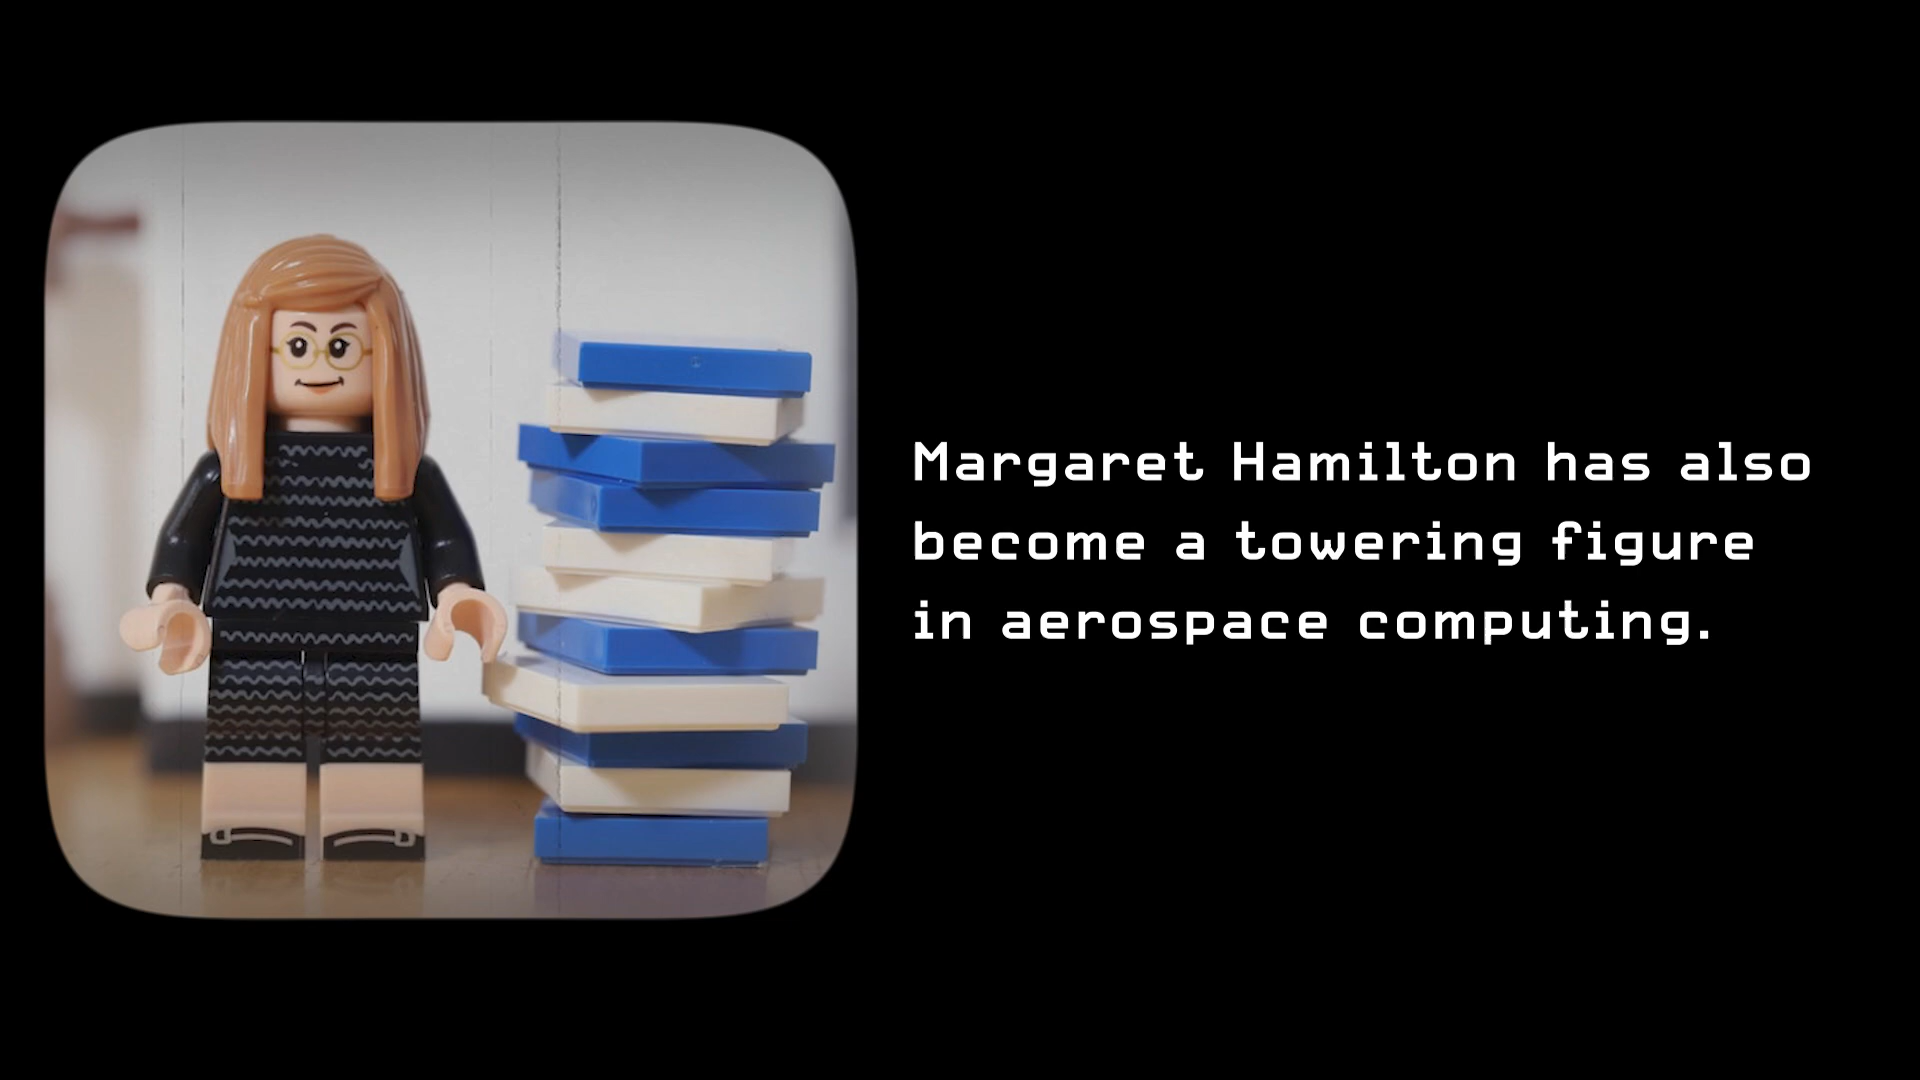 Margaret Hamilton has also
become a towering figure
in aerospace computing.